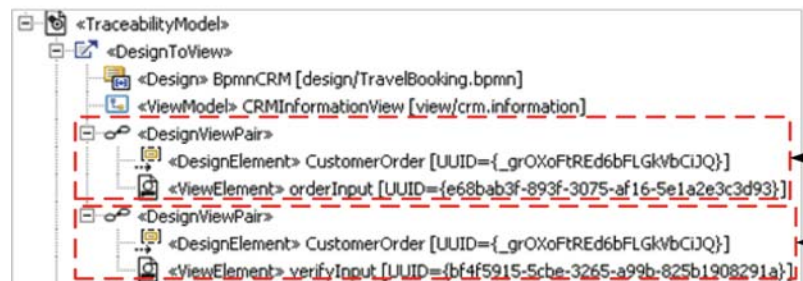 «TraceabilityModel»
«DesignToView»
«Design» BpmnCRM [design/TravelBooking.bpmn]
«ViewModel» CRMInformationView [view/crm.information]
«DesignViewPair»
«DesignElement» CustomerOrder [UUID={_grOXoFtREd6bFLGkVbCiJQ}]
«ViewElement» orderInput [UUID={e68bab3f-893f-3075-af16-5e1a2e3c3d93}]
«DesignViewPair»
«DesignElement» CustomerOrder [UUID={_grOXoFtREd6bFLGkVbCiJQ}]
«ViewElement» verifyInput [UUID={bf4f5915-5cbe-3265-a99b-825b1908291a}]